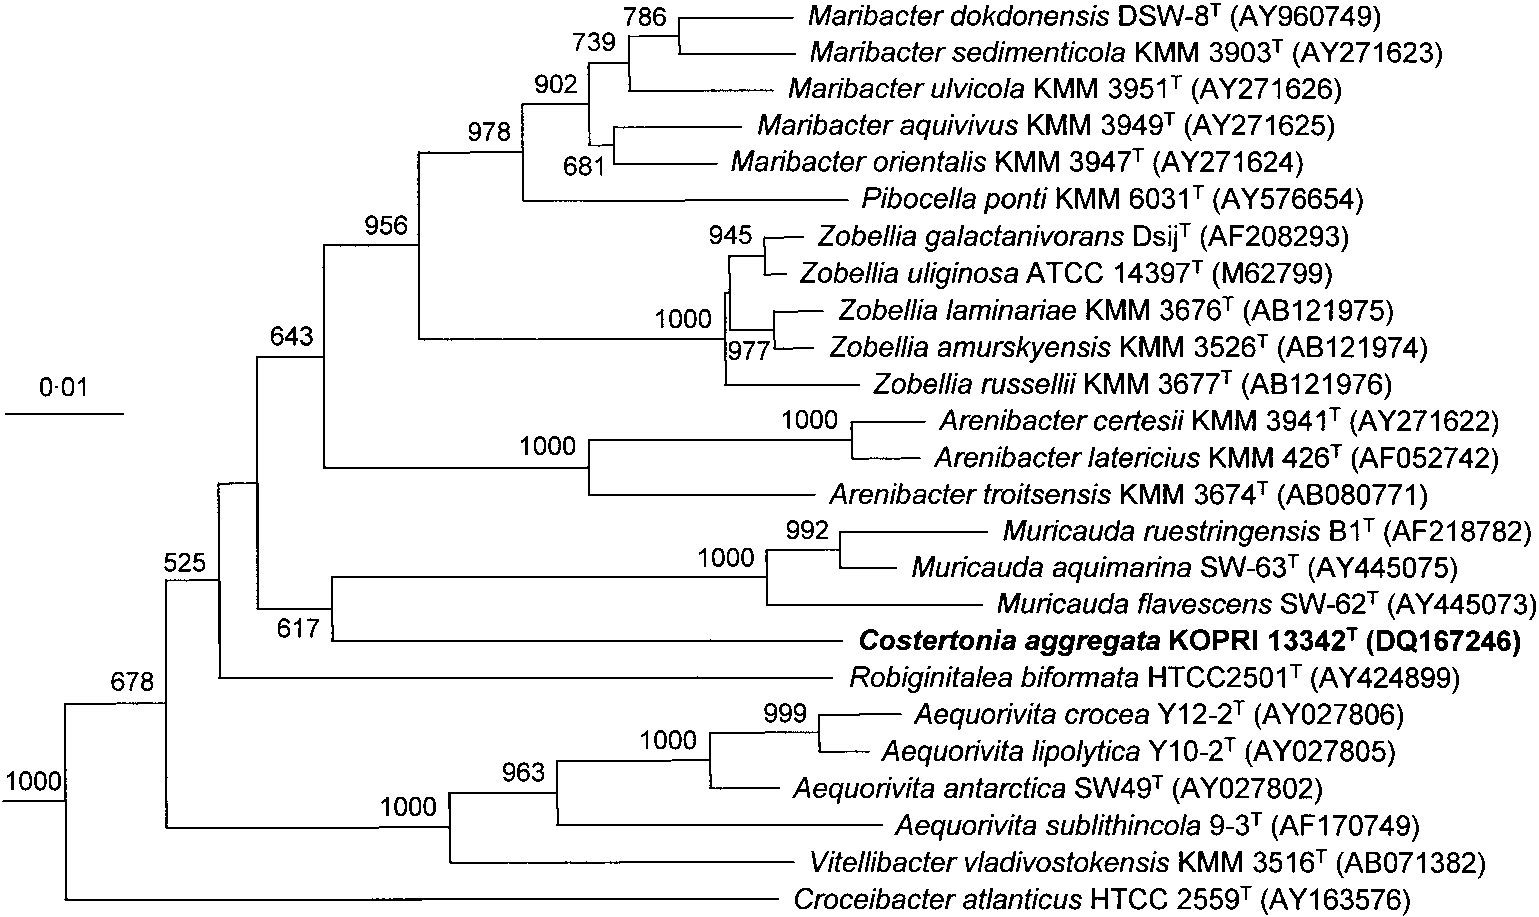 786 Maribacter dokdonensis DSW-8ᵀ (AY960749)
739 Maribacter sedimenticola KMM 3903ᵀ (AY271623)
902 Maribacter ulvicola KMM 3951ᵀ (AY271626)
978 Maribacter aquivivus KMM 3949ᵀ (AY271625)
681 Maribacter orientalis KMM 3947ᵀ (AY271624)
Pibocella ponti KMM 6031ᵀ (AY576654)
956 945 Zobellia galactanivorans Dsijᵀ (AF208293)
Zobellia uliginosa ATCC 14397ᵀ (M62799)
1000 Zobellia laminariae KMM 3676ᵀ (AB121975)
643 977 Zobellia amurskyensis KMM 3526ᵀ (AB121974)
0·01 Zobellia russellii KMM 3677ᵀ (AB121976)
1000 Arenibacter certesii KMM 3941ᵀ (AY271622)
1000 Arenibacter latericius KMM 426ᵀ (AF052742)
Arenibacter troitsensis KMM 3674ᵀ (AB080771)
992 Muricauda ruestringensis B1ᵀ (AF218782)
525 1000 Muricauda aquimarina SW-63ᵀ (AY445075)
Muricauda flavescens SW-62ᵀ (AY445073)
617 Costertonia aggregata KOPRI 13342ᵀ (DQ167246)
678 Robiginitalea biformata HTCC2501ᵀ (AY424899)
999 Aequorivita crocea Y12-2ᵀ (AY027806)
1000 Aequorivita lipolytica Y10-2ᵀ (AY027805)
1000 963 Aequorivita antarctica SW49ᵀ (AY027802)
1000 Aequorivita sublithincola 9-3ᵀ (AF170749)
Vitellibacter vladivostokensis KMM 3516ᵀ (AB071382)
Croceibacter atlanticus HTCC 2559ᵀ (AY163576)